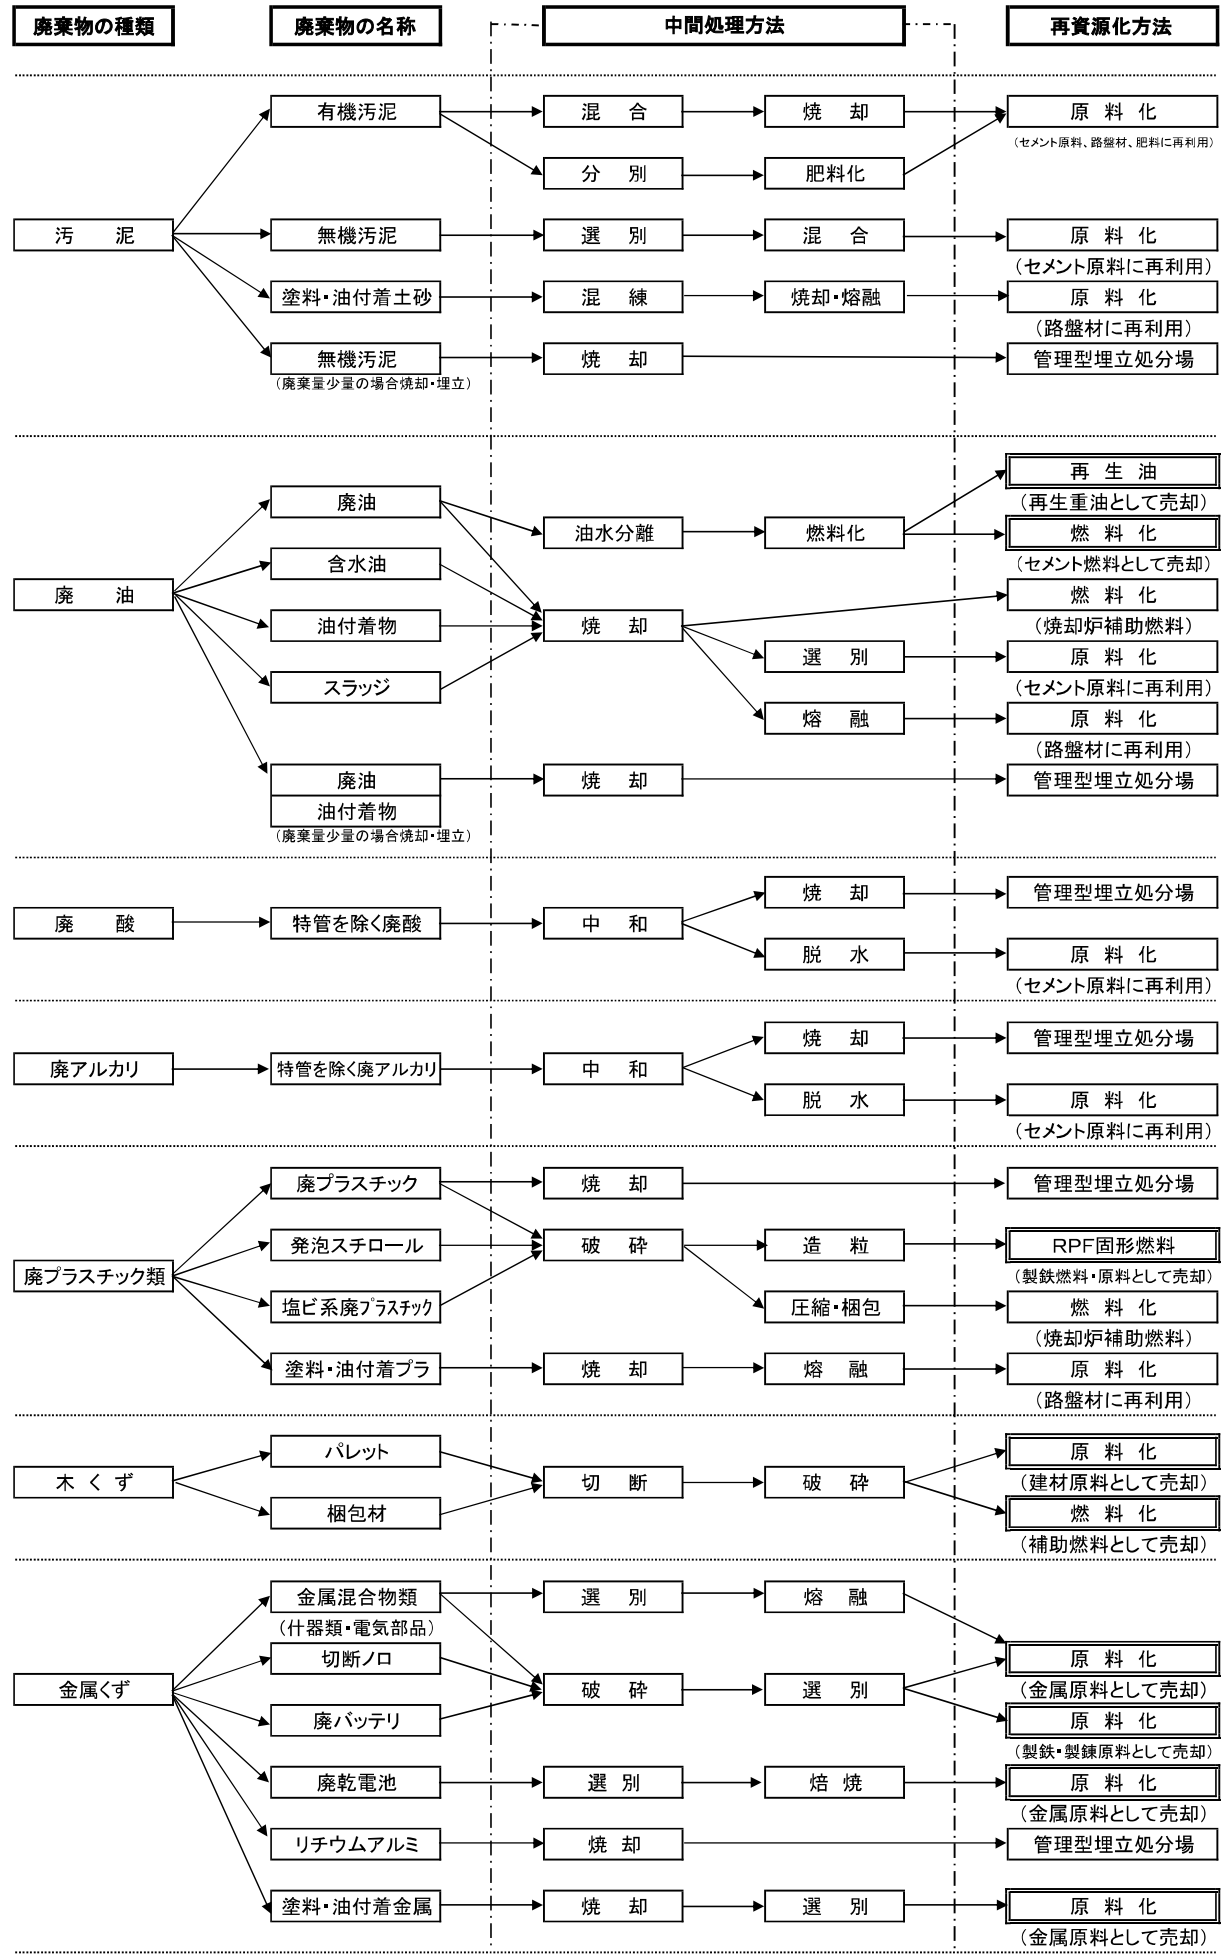 廃棄物の種類 廃棄物の名称 中間処理方法 再資源化方法
有機汚泥 混 合 焼 却 原 料 化
(セメント原料、路盤材、肥料に再利用)
分 別 肥料化
汚 泥 無機汚泥 選 別 混 合 原 料 化
(セメント原料に再利用)
塗料・油付着土砂 混 練 焼却・熔融 原 料 化
(路盤材に再利用)
無機汚泥 焼 却 管理型埋立処分場
(廃棄量少量の場合焼却・埋立)
再 生 油
廃油 (再生重油として売却)
油水分離 燃料化 燃 料 化
含水油 (セメント燃料として売却)
廃 油 燃 料 化
油付着物 焼 却 (焼却炉補助燃料)
選 別 原 料 化
スラッジ (セメント原料に再利用)
熔 融 原 料 化
(路盤材に再利用)
廃油 焼 却 管理型埋立処分場
油付着物
(廃棄量少量の場合焼却・埋立)
焼 却 管理型埋立処分場
廃 酸 特管を除く廃酸 中 和
脱 水 原 料 化
(セメント原料に再利用)
焼 却 管理型埋立処分場
廃アルカリ 特管を除く廃アルカリ 中 和
脱 水 原 料 化
(セメント原料に再利用)
廃プラスチック 焼 却 管理型埋立処分場
発泡スチロール 破 砕 造 粒 RPF固形燃料
廃プラスチック類 (製鉄燃料・原料として売却)
塩ビ系廃プラスチック 圧縮・梱包 燃 料 化
(焼却炉補助燃料)
塗料・油付着プラ 焼 却 熔 融 原 料 化
(路盤材に再利用)
パレット 原 料 化
木 く ず 切 断 破 砕 (建材原料として売却)
梱包材 燃 料 化
(補助燃料として売却)
金属混合物類 選 別 熔 融
(什器類・電気部品)
切断ノロ 原 料 化
金属くず 破 砕 選 別 (金属原料として売却)
廃バッテリ 原 料 化
(製鉄・製錬原料として売却)
廃乾電池 選 別 焙 焼 原 料 化
(金属原料として売却)
リチウムアルミ 焼 却 管理型埋立処分場
塗料・油付着金属 焼 却 選 別 原 料 化
(金属原料として売却)